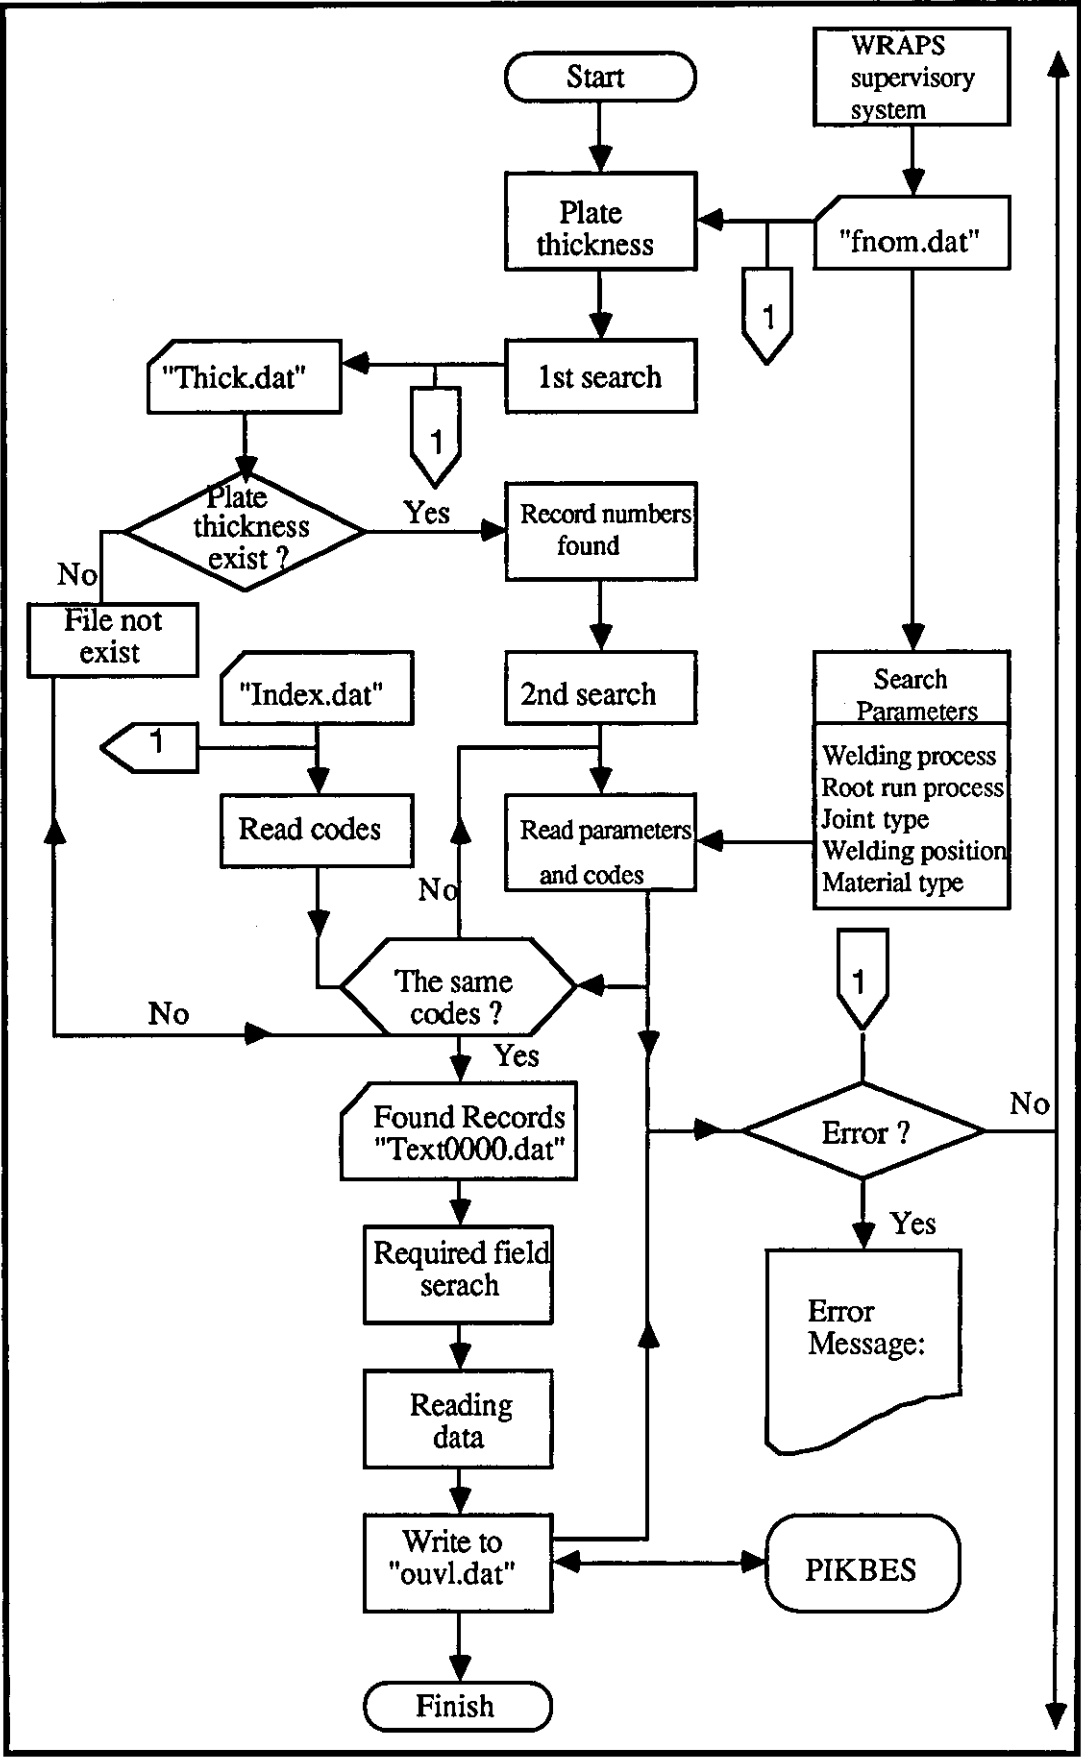 WRAPS
supervisory
system
Start
Plate
thickness
"fnom.dat"
1
"Thick.dat"
1st search
1
Plate
thickness
exist ?
Yes
Record numbers
found
No
File not
exist
"Index.dat"
2nd search
Search
Parameters
1
Welding process
Root run process
Joint type
Welding position
Material type
Read codes
Read parameters
and codes
No
The same
codes ?
1
No
Yes
Found Records
"Text0000.dat"
Error ?
No
Yes
Required field
serach
Error
Message:
Reading
data
Write to
"ouvl.dat"
PIKBES
Finish